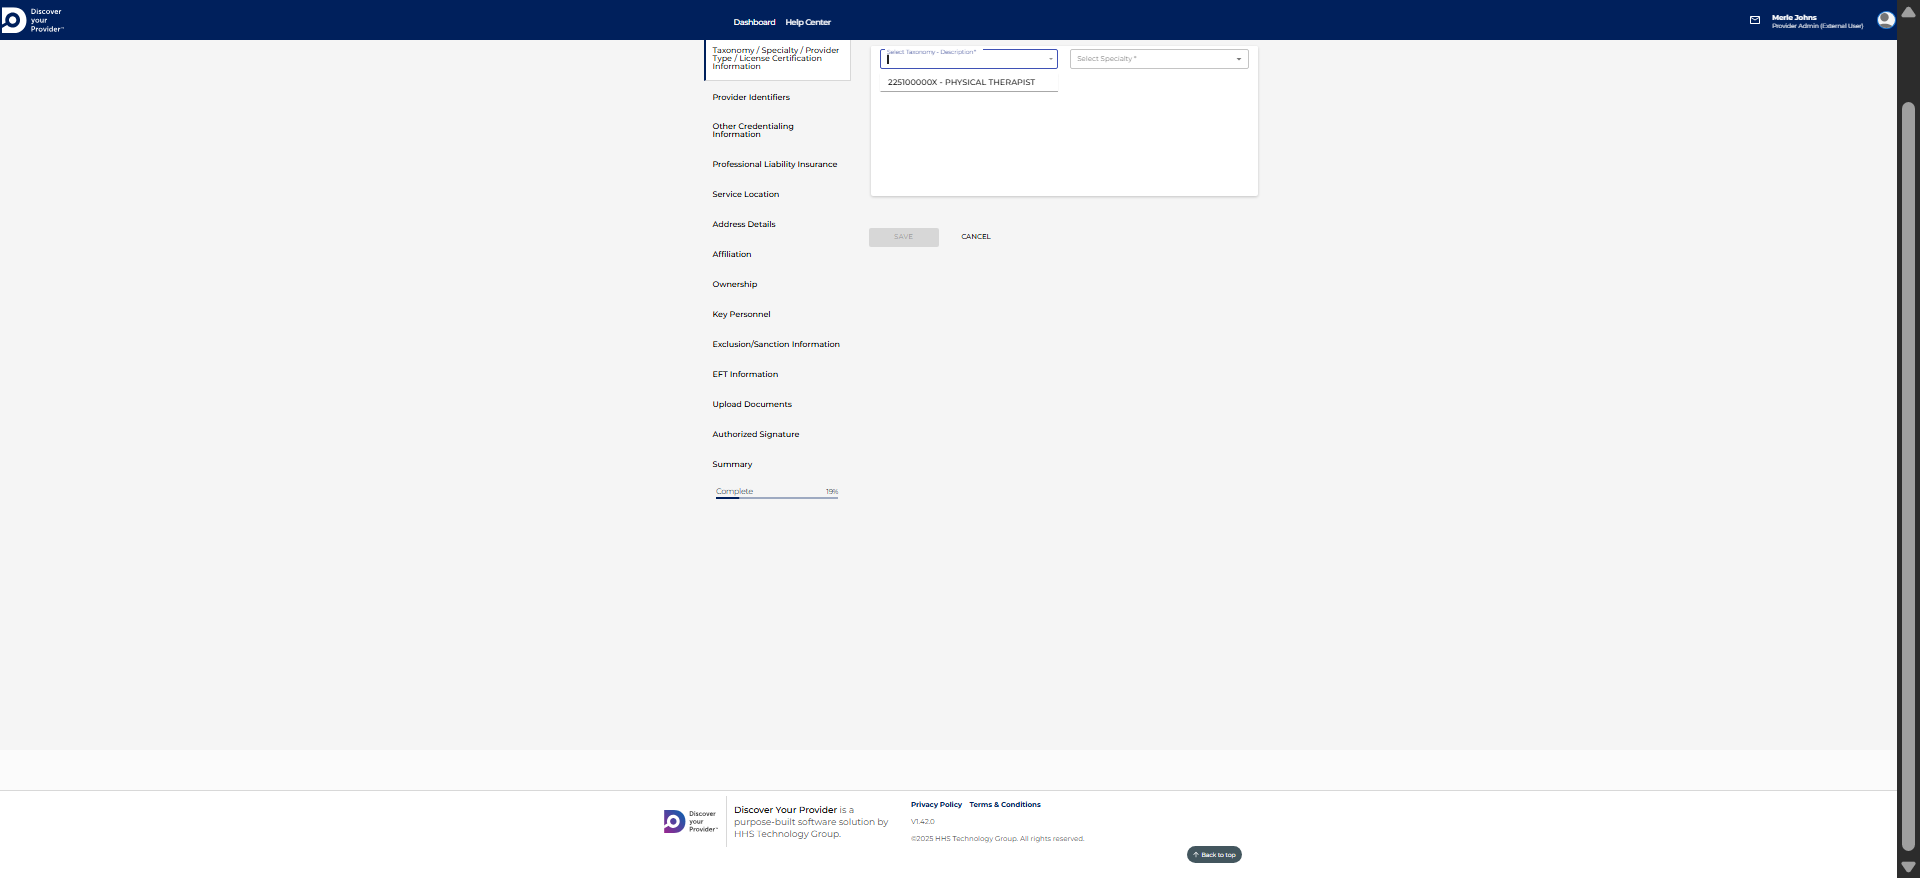 Discover
your
Provider™
Dashboard
Help Center
Merle Johns
Provider Admin (External User)
Taxonomy / Specialty / Provider
Type / License Certification
Information
Provider Identifiers
Other Credentialing
Information
Professional Liability Insurance
Service Location
Address Details
Affiliation
Ownership
Key Personnel
Exclusion/Sanction Information
EFT Information
Upload Documents
Authorized Signature
Summary
Complete 19%
Select Taxonomy - Description *
Select Specialty *
225100000X - PHYSICAL THERAPIST
SAVE
CANCEL
Discover
your
Provider™
Discover Your Provider is a
purpose-built software solution by
HHS Technology Group.
Privacy Policy Terms & Conditions
V1.42.0
©2025 HHS Technology Group. All rights reserved.
Back to top